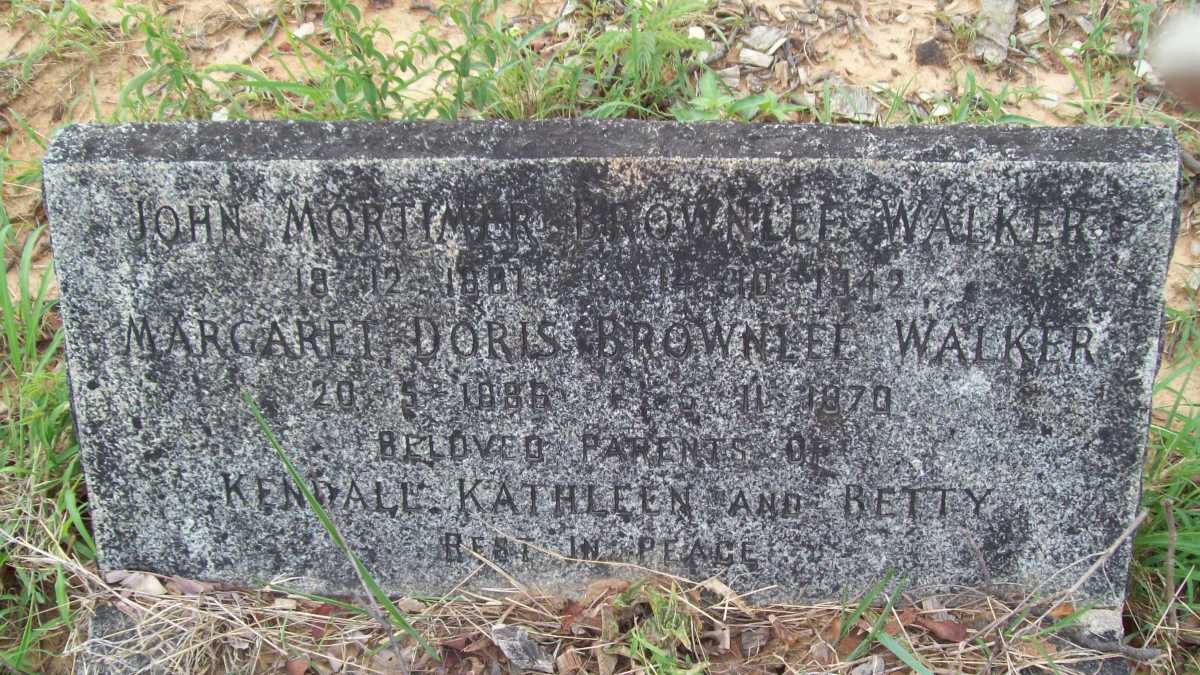 JOHN MORTIMER BROWNLEE WALKER
18 - 12 - 1881 - 14 - 10 - 1942
MARGARET DORIS BROWNLEE WALKER
20 - 5 - 1886 - 5 - 11 - 1970
BELOVED PARENTS OF
KENDALL KATHLEEN AND BETTY
REST IN PEACE